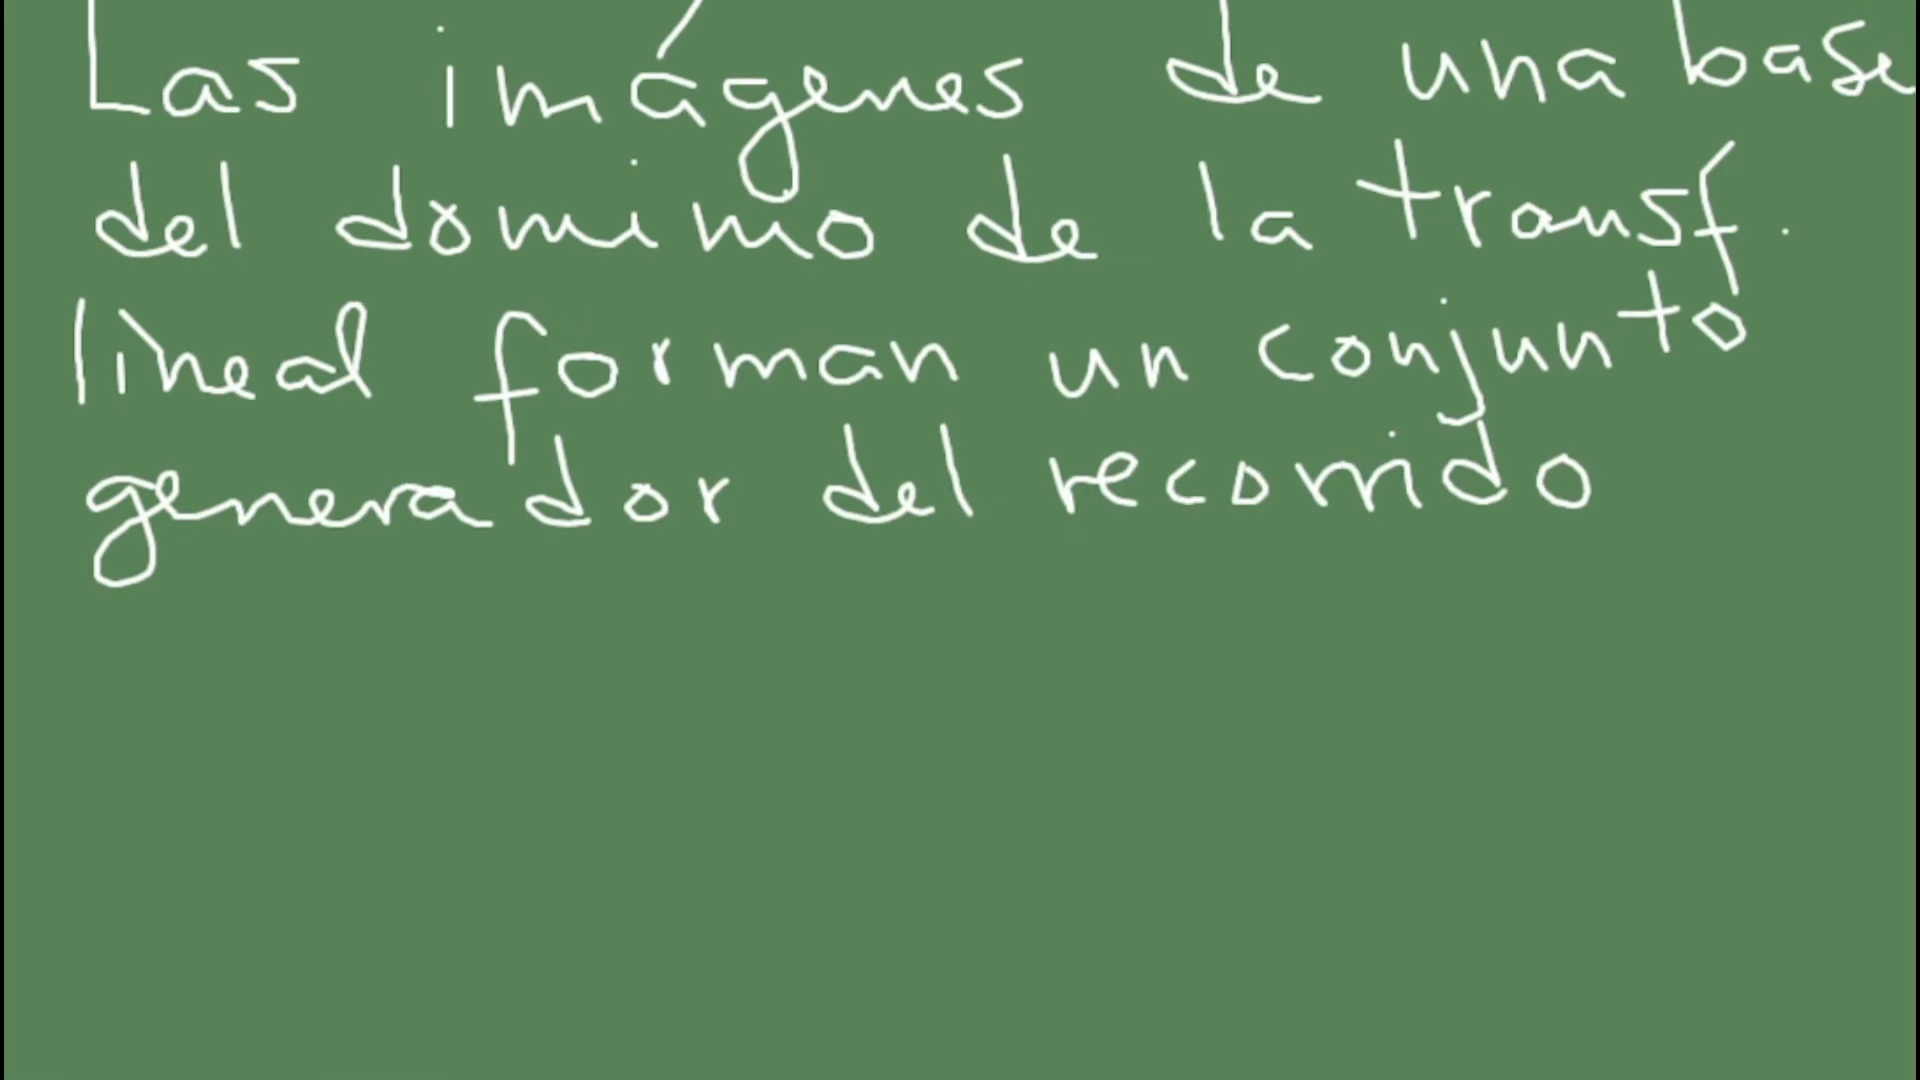 Las imágenes de una base
del dominio de la transf.
lineal forman un conjunto
generador del recorrido